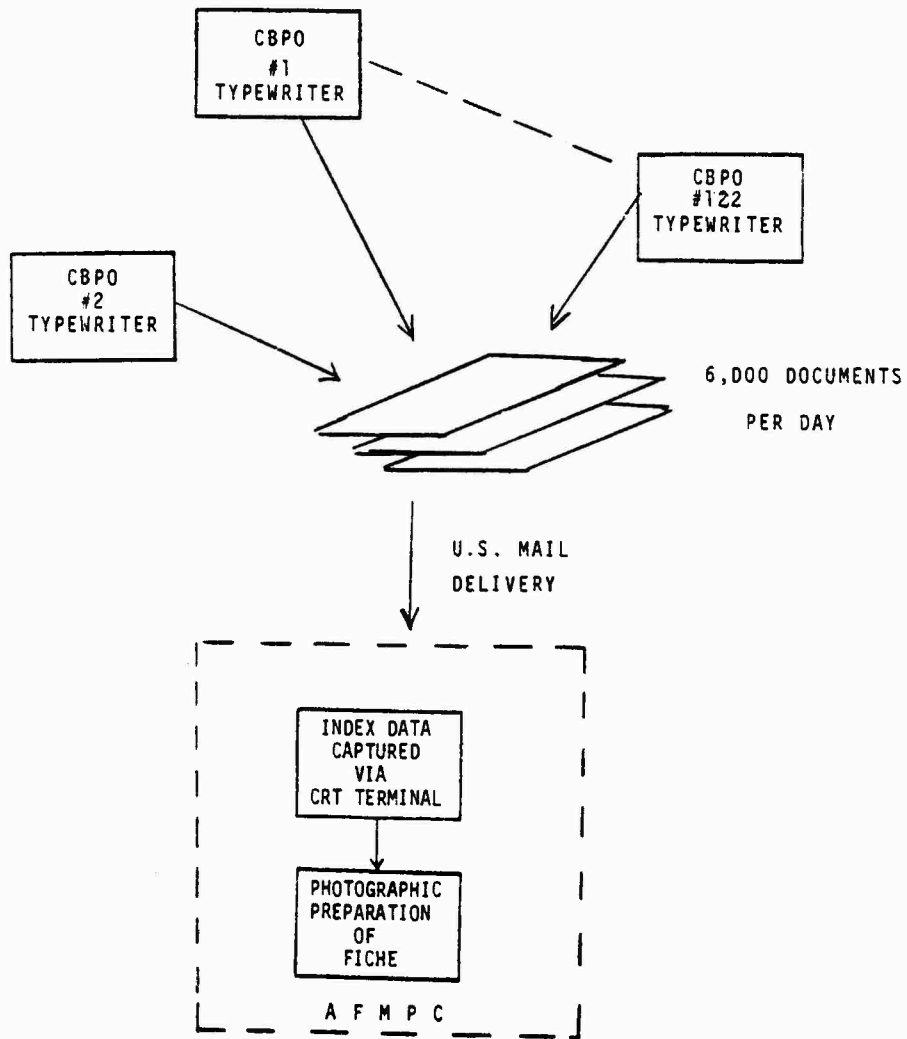 CBPO
#1
TYPEWRITER
CBPO
#122
TYPEWRITER
CBPO
#2
TYPEWRITER
6,DOO DOCUMENTS
PER DAY
U.S. MAIL
DELIVERY
INDEX DATA
CAPTURED
VIA
CRT TERMINAL
PHOTOGRAPHIC
PREPARATION
OF
FICHE
A F M P C